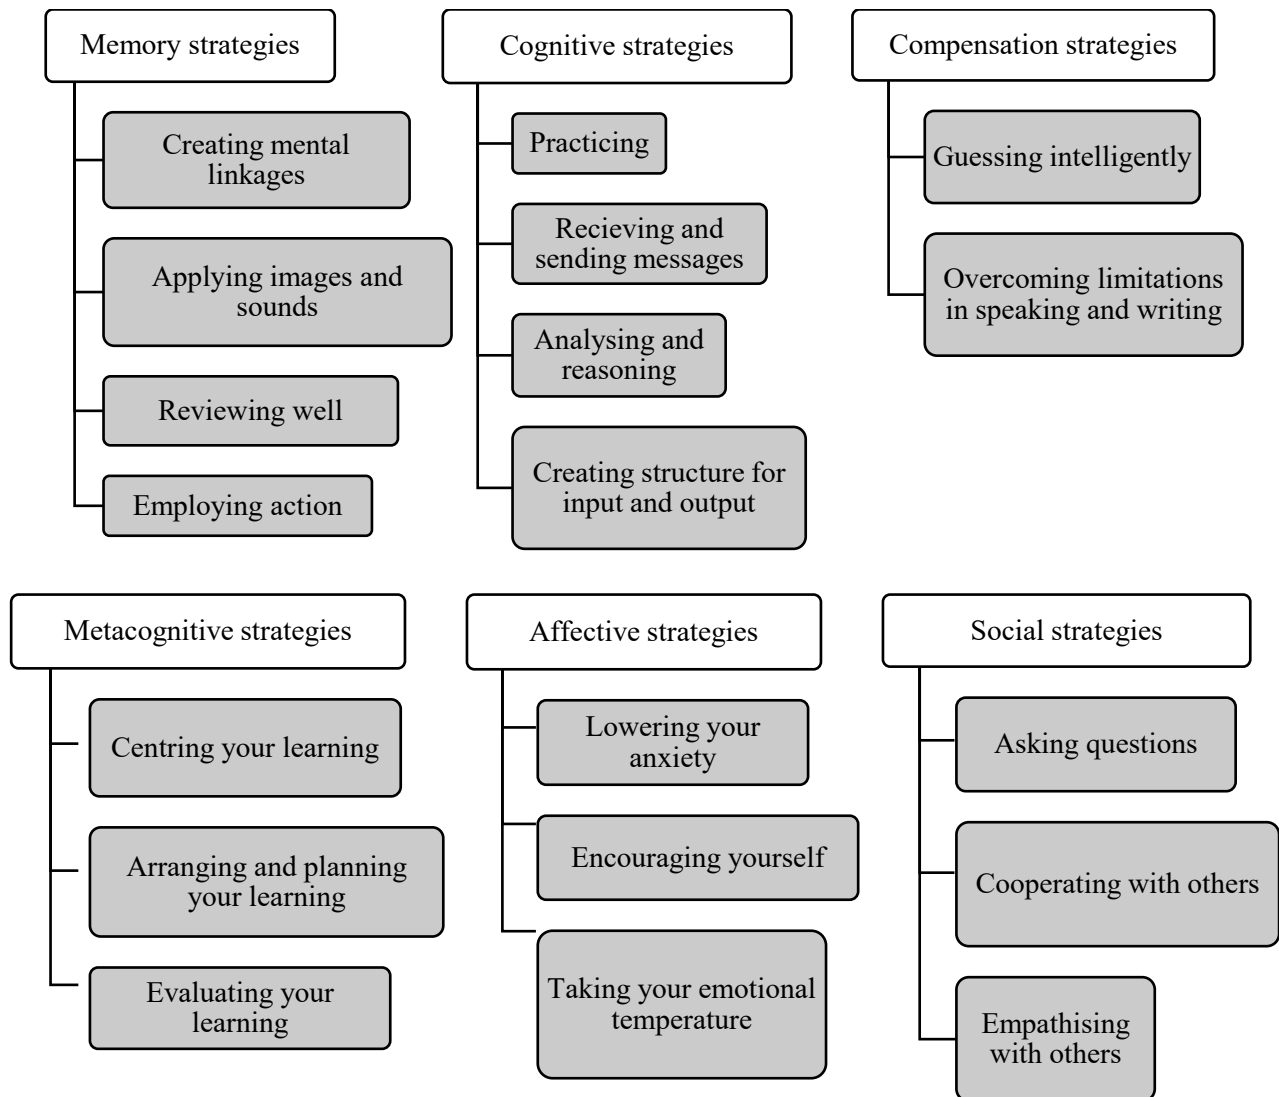 Memory strategies
Creating mental
linkages
Applying images and
sounds
Reviewing well
Employing action
Cognitive strategies
Practicing
Recieving and
sending messages
Analysing and
reasoning
Creating structure for
input and output
Compensation strategies
Guessing intelligently
Overcoming limitations
in speaking and writing
Metacognitive strategies
Centring your learning
Arranging and planning
your learning
Evaluating your
learning
Affective strategies
Lowering your
anxiety
Encouraging yourself
Taking your emotional
temperature
Social strategies
Asking questions
Cooperating with others
Empathising
with others